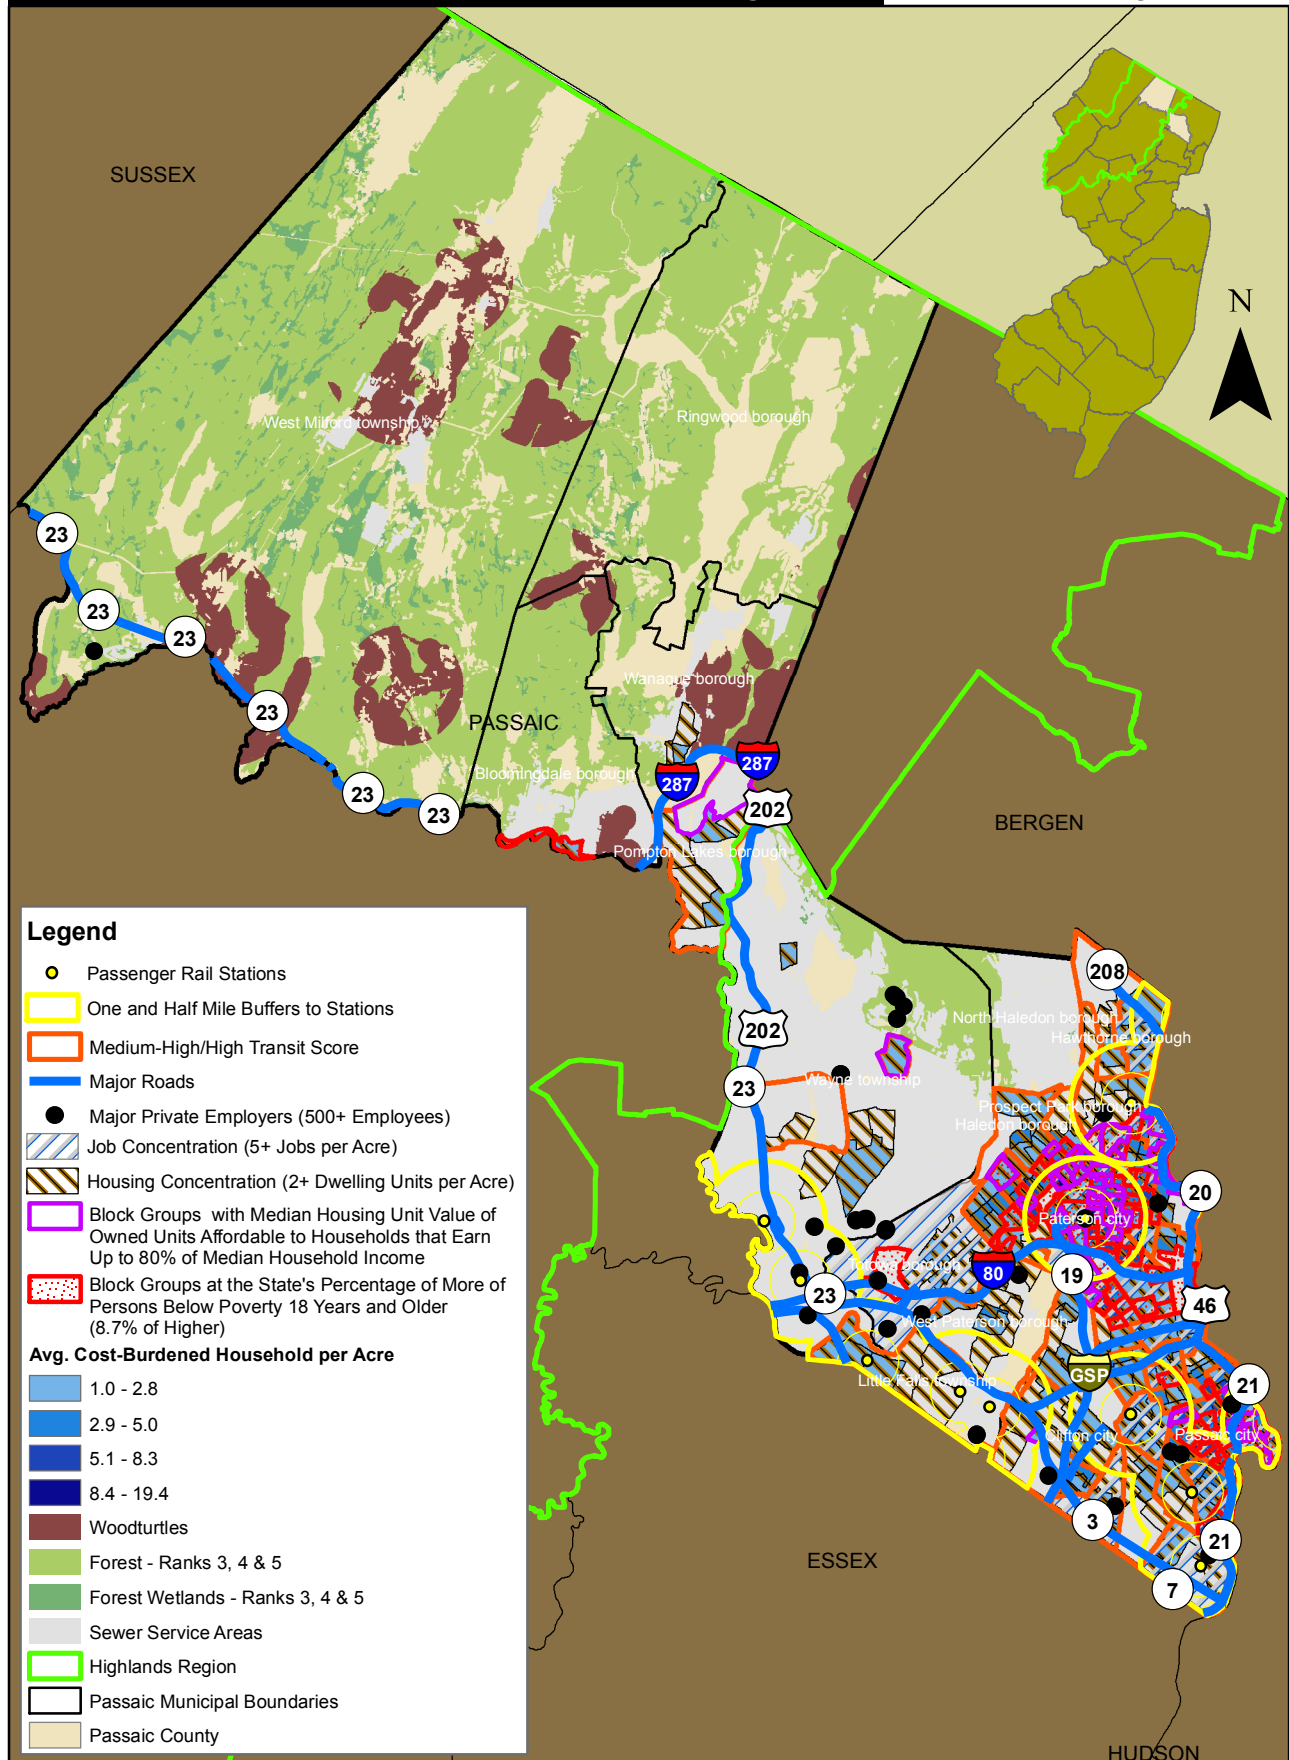 SUSSEX
N
West Milford township
Ringwood borough
23
23
23
23
23
23
Wanaque borough
PASSAIC
Bloomingdale borough
287
287
202
BERGEN
Pompton Lakes borough
208
North Haledon borough
Hawthorne borough
202
23
Wayne township
Prospect Park borough
Haledon borough
20
Paterson city
Totowa borough
80
19
23
46
West Paterson borough
GSP
Little Falls township
21
Clifton city
Passaic city
3
21
7
ESSEX
HUDSON
Legend
Passenger Rail Stations
One and Half Mile Buffers to Stations
Medium-High/High Transit Score
Major Roads
Major Private Employers (500+ Employees)
Job Concentration (5+ Jobs per Acre)
Housing Concentration (2+ Dwelling Units per Acre)
Block Groups with Median Housing Unit Value of
Owned Units Affordable to Households that Earn
Up to 80% of Median Household Income
Block Groups at the State's Percentage of More of
Persons Below Poverty 18 Years and Older
(8.7% of Higher)
Avg. Cost-Burdened Household per Acre
1.0 - 2.8
2.9 - 5.0
5.1 - 8.3
8.4 - 19.4
Woodturtles
Forest - Ranks 3, 4 & 5
Forest Wetlands - Ranks 3, 4 & 5
Sewer Service Areas
Highlands Region
Passaic Municipal Boundaries
Passaic County